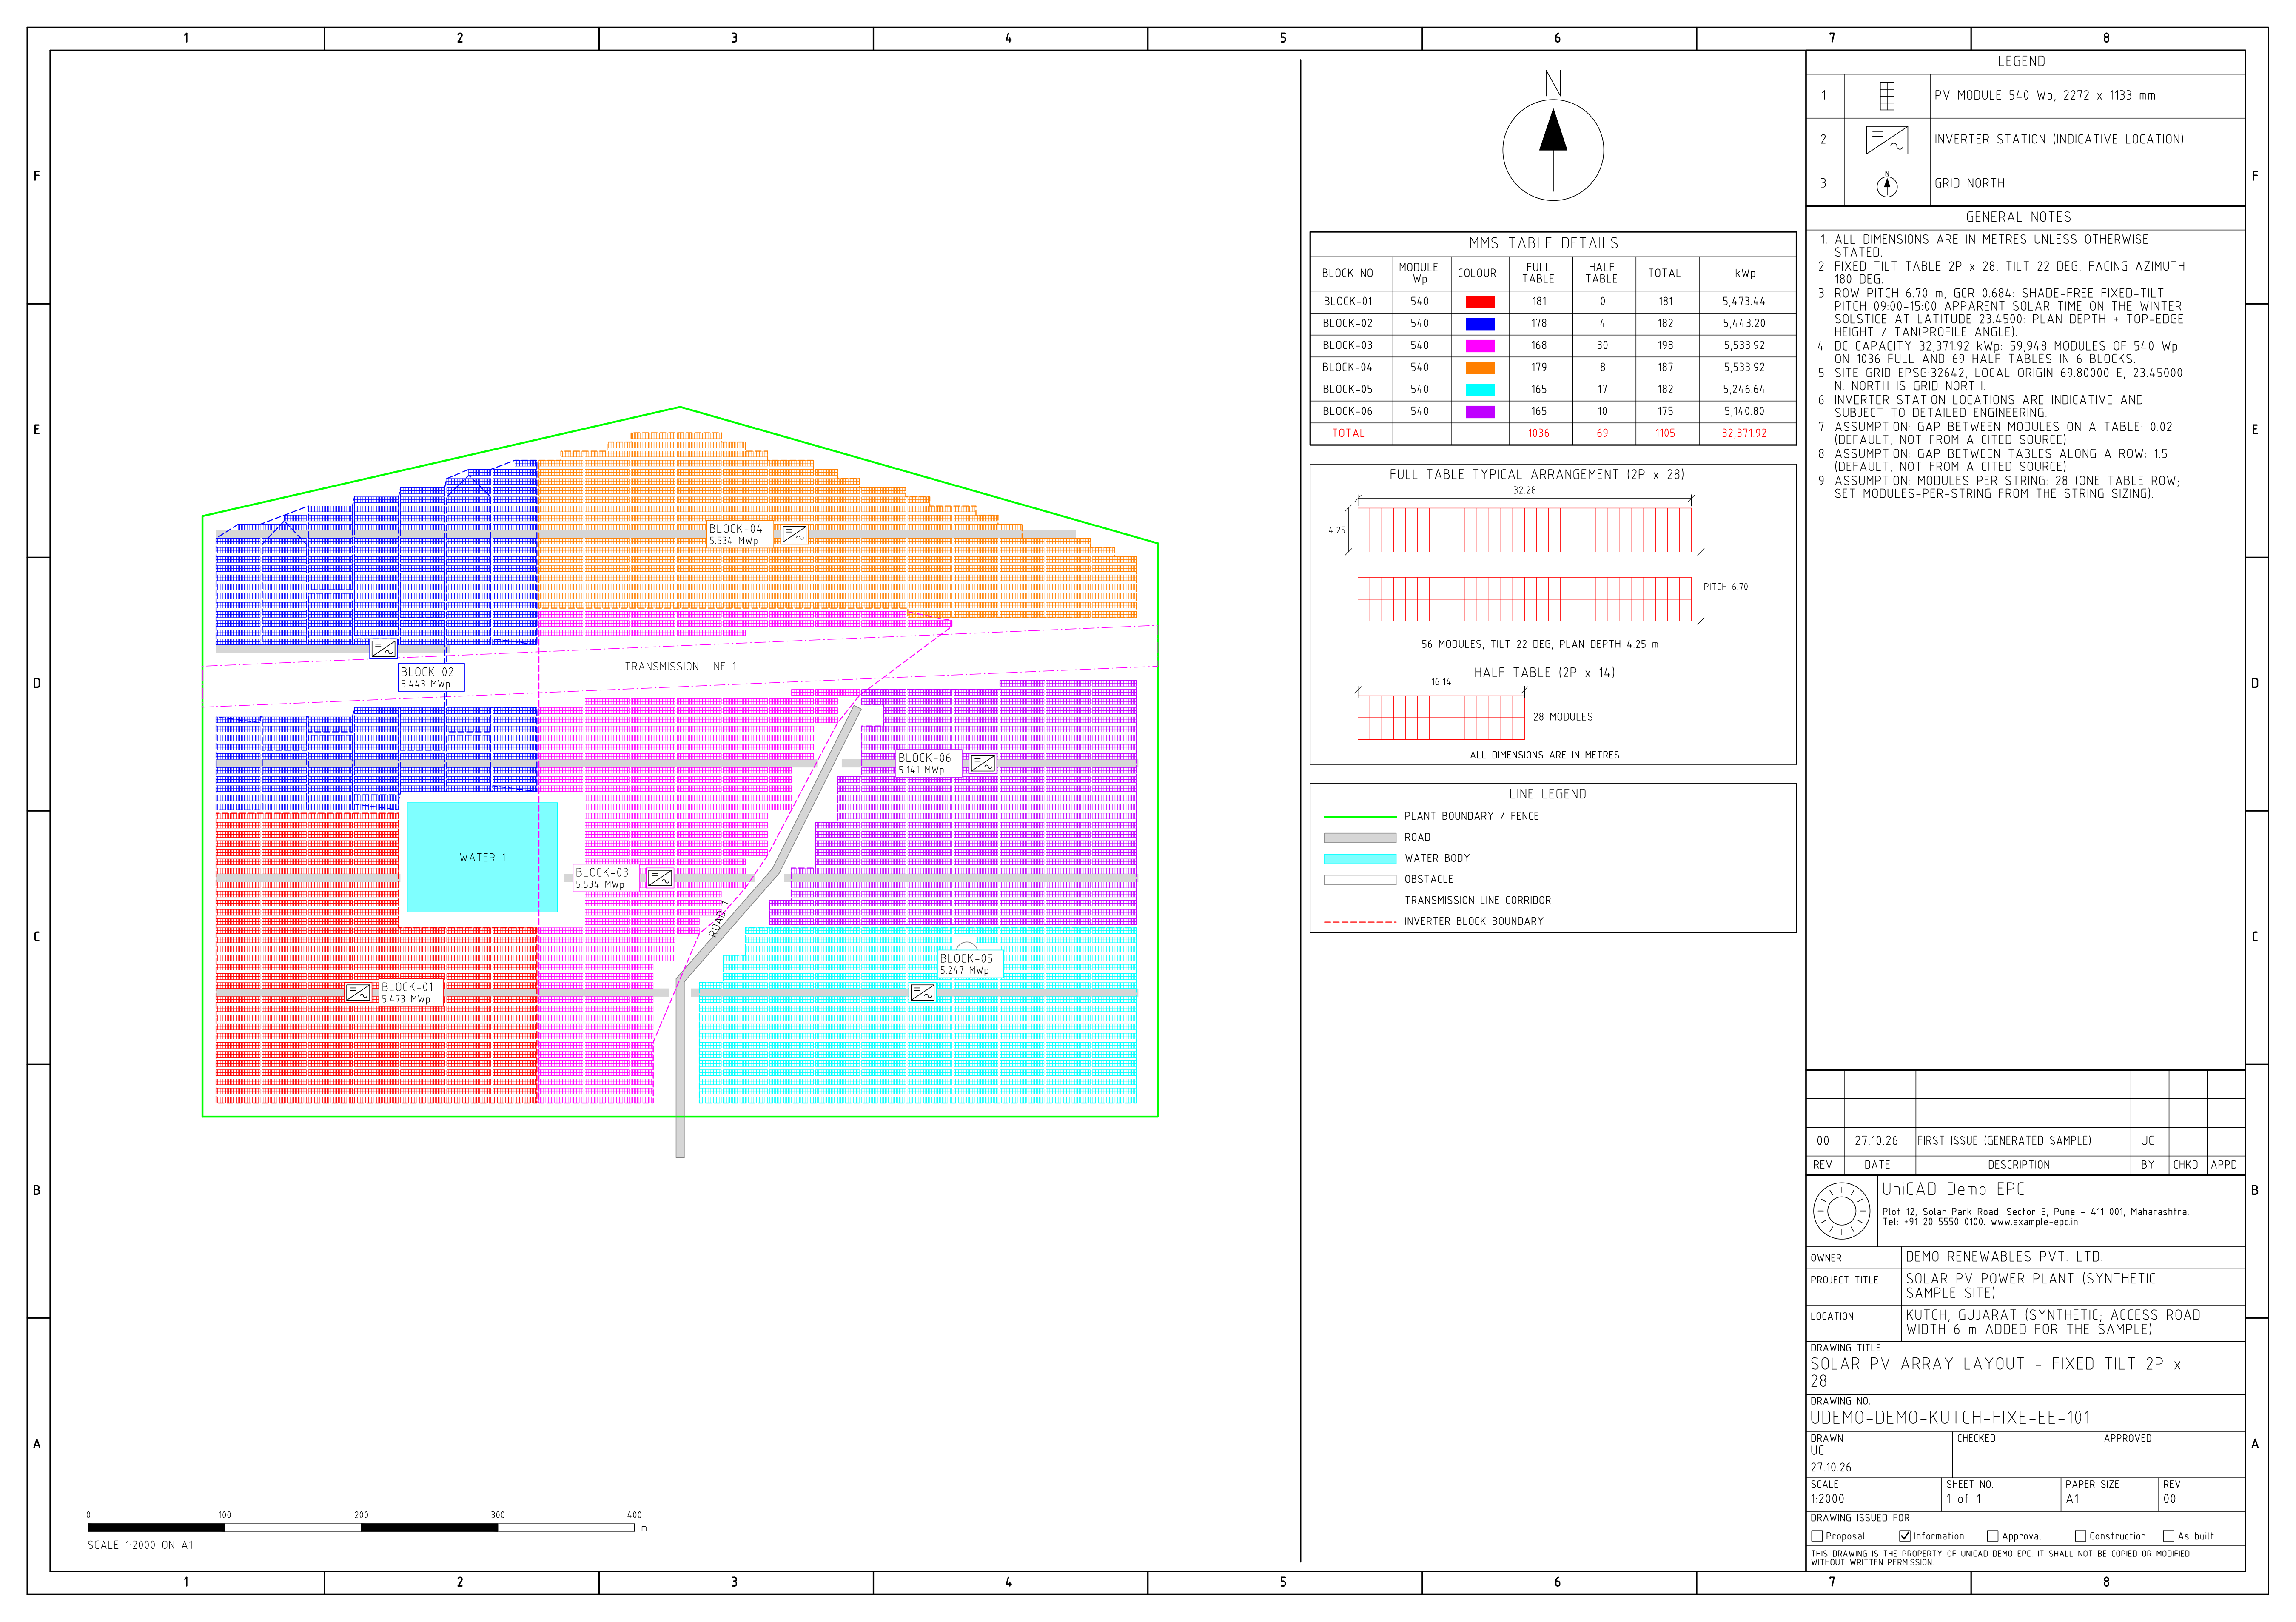 1 2 3 4 5 6 7 8
F
E
D
C
B
A
BLOCK-04
5.534 MWp
BLOCK-02
5.443 MWp
TRANSMISSION LINE 1
BLOCK-06
5.141 MWp
WATER 1
BLOCK-03
5.534 MWp
ROAD 1
BLOCK-05
5.247 MWp
BLOCK-01
5.473 MWp
0 100 200 300 400 m
SCALE 1:2000 ON A1
N
MMS TABLE DETAILS
BLOCK NO MODULE Wp COLOUR FULL TABLE HALF TABLE TOTAL kWp
BLOCK-01 540 181 0 181 5,473.44
BLOCK-02 540 178 4 182 5,443.20
BLOCK-03 540 168 30 198 5,533.92
BLOCK-04 540 179 8 187 5,533.92
BLOCK-05 540 165 17 182 5,246.64
BLOCK-06 540 165 10 175 5,140.80
TOTAL 1036 69 1105 32,371.92
FULL TABLE TYPICAL ARRANGEMENT (2P x 28)
32.28
4.25
PITCH 6.70
56 MODULES, TILT 22 DEG, PLAN DEPTH 4.25 m
HALF TABLE (2P x 14)
16.14
28 MODULES
ALL DIMENSIONS ARE IN METRES
LINE LEGEND
PLANT BOUNDARY / FENCE
ROAD
WATER BODY
OBSTACLE
TRANSMISSION LINE CORRIDOR
INVERTER BLOCK BOUNDARY
LEGEND
1 PV MODULE 540 Wp, 2272 x 1133 mm
2 INVERTER STATION (INDICATIVE LOCATION)
3 N GRID NORTH
GENERAL NOTES
1. ALL DIMENSIONS ARE IN METRES UNLESS OTHERWISE
STATED.
2. FIXED TILT TABLE 2P x 28, TILT 22 DEG, FACING AZIMUTH
180 DEG.
3. ROW PITCH 6.70 m, GCR 0.684: SHADE-FREE FIXED-TILT
PITCH 09:00-15:00 APPARENT SOLAR TIME ON THE WINTER
SOLSTICE AT LATITUDE 23.4500: PLAN DEPTH + TOP-EDGE
HEIGHT / TAN(PROFILE ANGLE).
4. DC CAPACITY 32,371.92 kWp: 59,948 MODULES OF 540 Wp
ON 1036 FULL AND 69 HALF TABLES IN 6 BLOCKS.
5. SITE GRID EPSG:32642, LOCAL ORIGIN 69.80000 E, 23.45000
N. NORTH IS GRID NORTH.
6. INVERTER STATION LOCATIONS ARE INDICATIVE AND
SUBJECT TO DETAILED ENGINEERING.
7. ASSUMPTION: GAP BETWEEN MODULES ON A TABLE: 0.02
(DEFAULT, NOT FROM A CITED SOURCE).
8. ASSUMPTION: GAP BETWEEN TABLES ALONG A ROW: 1.5
(DEFAULT, NOT FROM A CITED SOURCE).
9. ASSUMPTION: MODULES PER STRING: 28 (ONE TABLE ROW;
SET MODULES-PER-STRING FROM THE STRING SIZING).
00 27.10.26 FIRST ISSUE (GENERATED SAMPLE) UC
REV DATE DESCRIPTION BY CHKD APPD
UniCAD Demo EPC
Plot 12, Solar Park Road, Sector 5, Pune - 411 001, Maharashtra.
Tel: +91 20 5550 0100. www.example-epc.in
OWNER DEMO RENEWABLES PVT. LTD.
PROJECT TITLE SOLAR PV POWER PLANT (SYNTHETIC
SAMPLE SITE)
LOCATION KUTCH, GUJARAT (SYNTHETIC; ACCESS ROAD
WIDTH 6 m ADDED FOR THE SAMPLE)
DRAWING TITLE
SOLAR PV ARRAY LAYOUT - FIXED TILT 2P x
28
DRAWING NO.
UDEMO-DEMO-KUTCH-FIXE-EE-101
DRAWN CHECKED APPROVED
UC
27.10.26
SCALE SHEET NO. PAPER SIZE REV
1:2000 1 of 1 A1 00
DRAWING ISSUED FOR
Proposal Information Approval Construction As built
THIS DRAWING IS THE PROPERTY OF UNICAD DEMO EPC. IT SHALL NOT BE COPIED OR MODIFIED
WITHOUT WRITTEN PERMISSION.
F
E
D
C
B
A
1 2 3 4 5 6 7 8